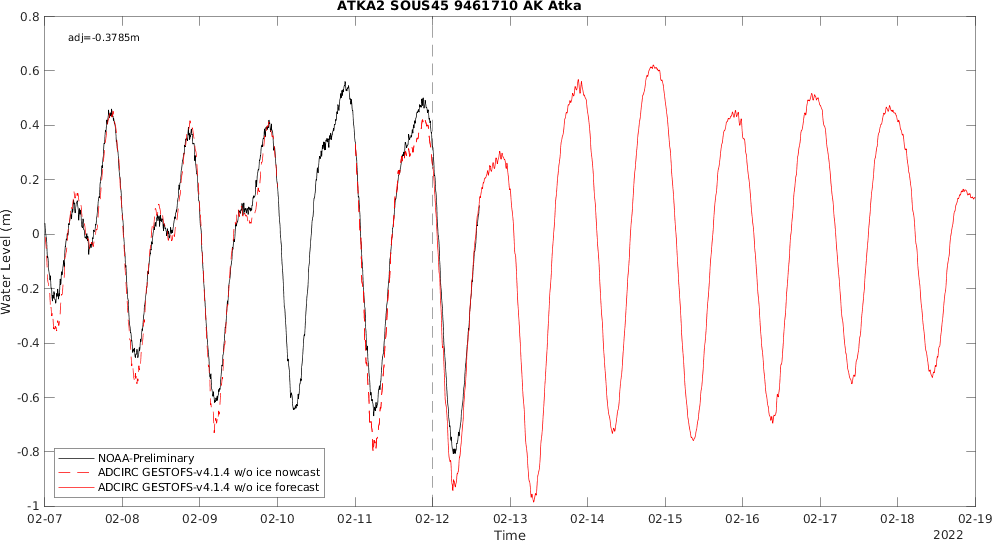 ATKA2 SOUS45 9461710 AK Atka
adj=-0.3785m
0.8
0.6
0.4
0.2
0
-0.2
-0.4
-0.6
-0.8
-1
Water Level (m)
NOAA-Preliminary
ADCIRC GESTOFS-v4.1.4 w/o ice nowcast
ADCIRC GESTOFS-v4.1.4 w/o ice forecast
02-07 02-08 02-09 02-10 02-11 02-12 02-13 02-14 02-15 02-16 02-17 02-18 02-19
Time
2022